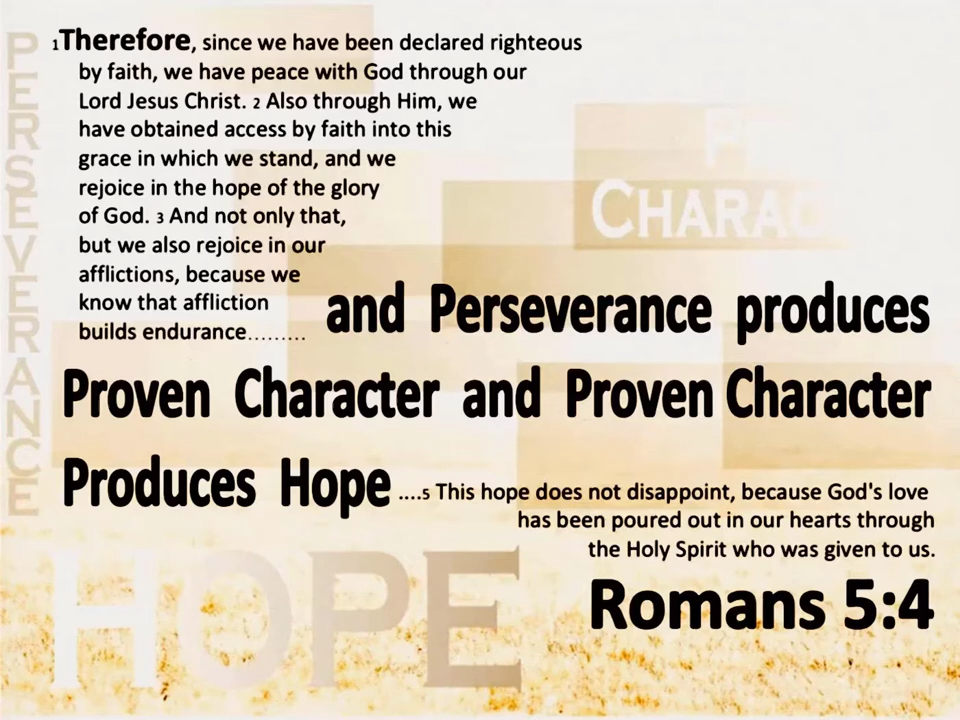 PERSEVERANCE
1Therefore, since we have been declared righteous
by faith, we have peace with God through our
Lord Jesus Christ. 2 Also through Him, we
have obtained access by faith into this
grace in which we stand, and we
rejoice in the hope of the glory
of God. 3 And not only that,
but we also rejoice in our
afflictions, because we
know that affliction
builds endurance.........
CHARAC
and Perseverance produces
Proven Character and Proven Character
Produces Hope ....5 This hope does not disappoint, because God's love
has been poured out in our hearts through
the Holy Spirit who was given to us.
HOPE
Romans 5:4